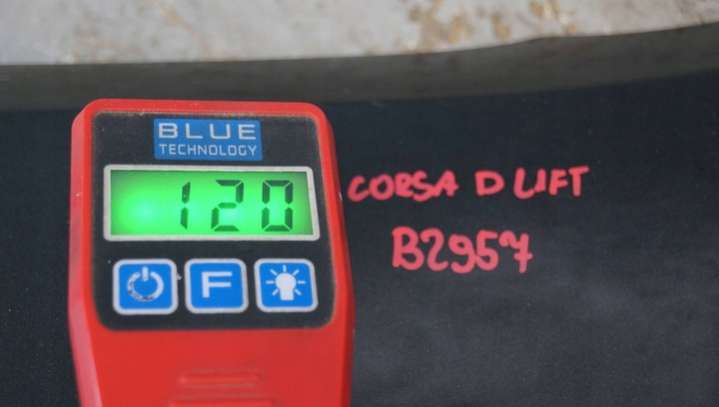 BLUE
TECHNOLOGY
120
F
CORSA D LIFT
B2957